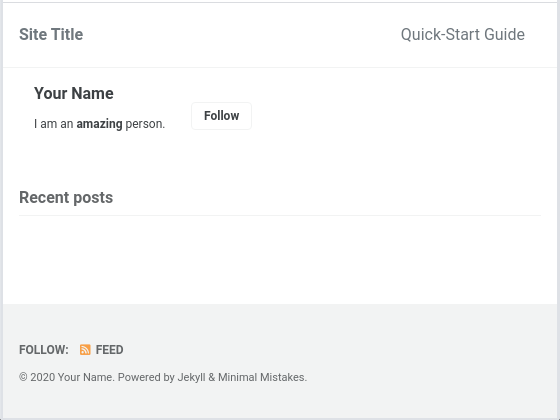 Site Title
Quick-Start Guide
Your Name
I am an amazing person.
Follow
Recent posts
FOLLOW: FEED
© 2020 Your Name. Powered by Jekyll & Minimal Mistakes.